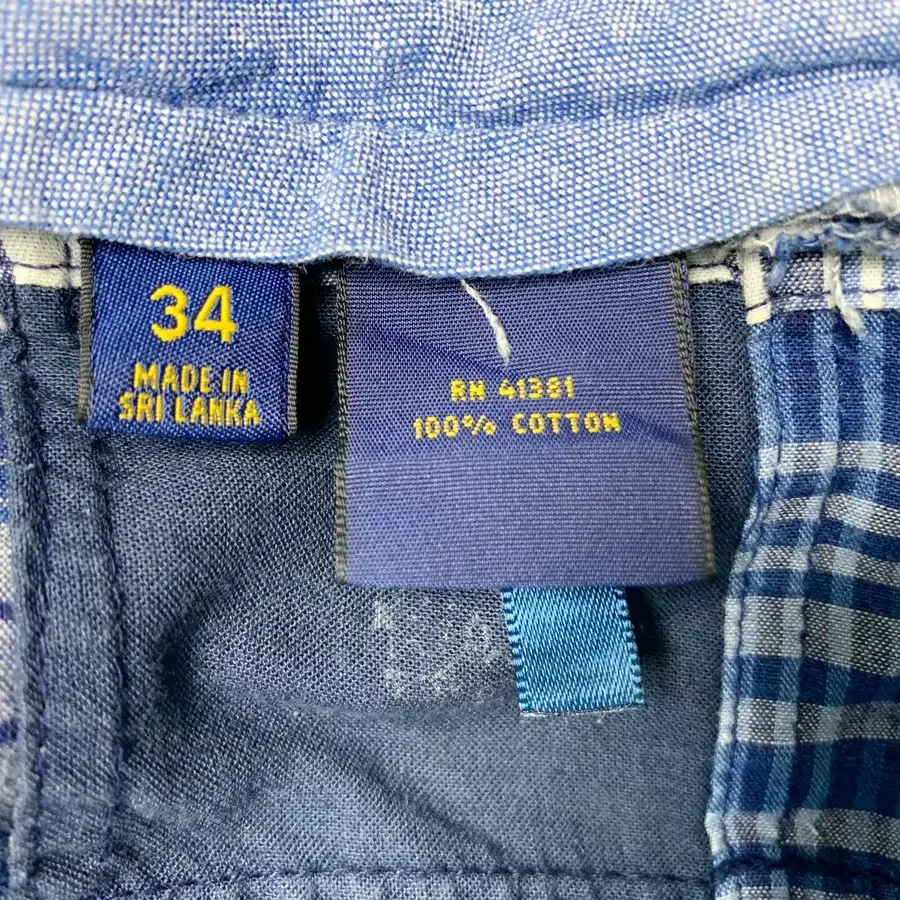 34
MADE IN
SRI LANKA
RN 41381
100% COTTON